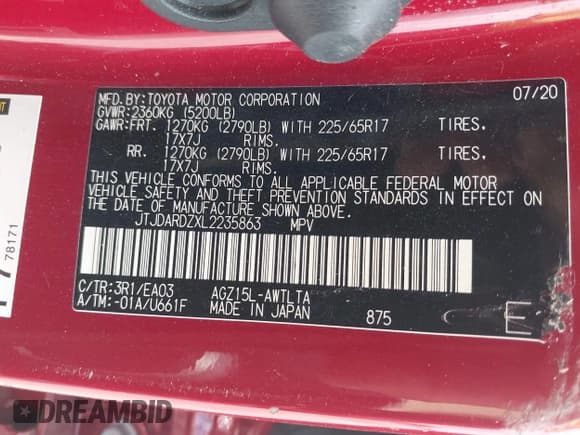 MFD.BY:TOYOTA MOTOR CORPORATION 07/20
GVWR:2360KG (5200LB)
GAWR:FRT. 1270KG (2790LB) WITH 225/65R17 TIRES.
17X7J RIMS.
RR. 1270KG (2790LB) WITH 225/65R17 TIRES.
17X7J RIMS.
THIS VEHICLE CONFORMS TO ALL APPLICABLE FEDERAL MOTOR
VEHICLE SAFETY AND THEFT PREVENTION STANDARDS IN EFFECT ON
THE DATE OF MANUFACTURE SHOWN ABOVE.
JTJDARDZXL2235863 MPV
C/TR:3R1/EA03 AGZ15L-AWTLTA
A/TM:-01A/U661F MADE IN JAPAN 875 E
78171
DREAMBID